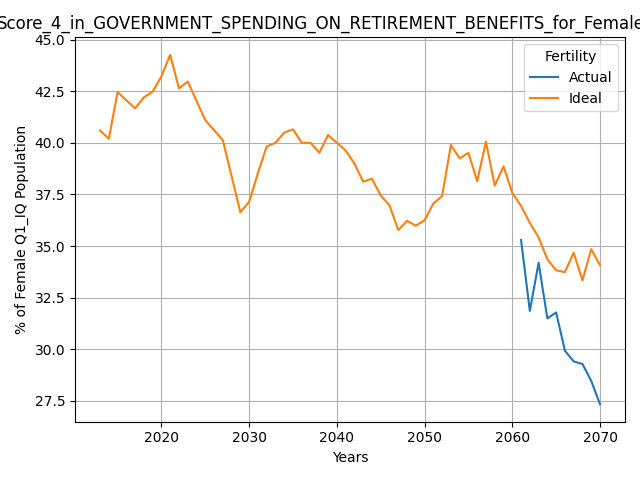 Score_4_in_GOVERNMENT_SPENDING_ON_RETIREMENT_BENEFITS_for_Female
Fertility
Actual
Ideal
45.0
42.5
40.0
37.5
35.0
32.5
30.0
27.5
% of Female Q1_IQ Population
2020 2030 2040 2050 2060 2070
Years